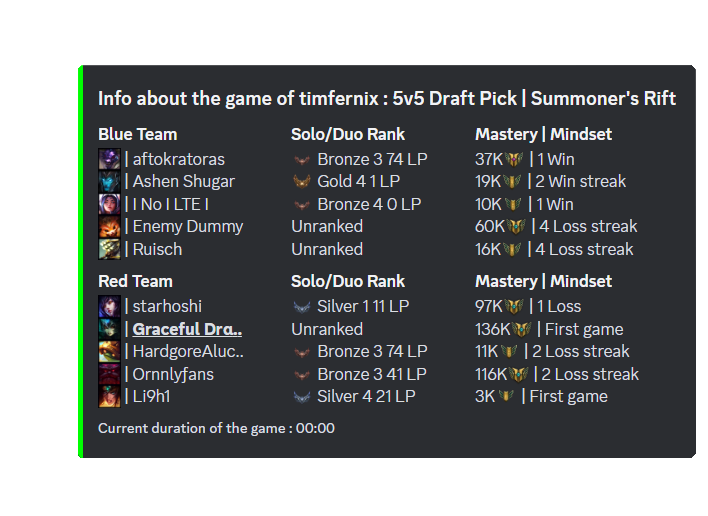 Info about the game of timfernix : 5v5 Draft Pick | Summoner's Rift
Blue Team Solo/Duo Rank Mastery | Mindset
| aftokratoras Bronze 3 74 LP 37K | 1 Win
| Ashen Shugar Gold 4 1 LP 19K | 2 Win streak
| I No I LTE I Bronze 4 0 LP 10K | 1 Win
| Enemy Dummy Unranked 60K | 4 Loss streak
| Ruisch Unranked 16K | 4 Loss streak
Red Team Solo/Duo Rank Mastery | Mindset
| starhoshi Silver 1 11 LP 97K | 1 Loss
| Graceful Dra.. Unranked 136K | First game
| HardgoreAluc.. Bronze 3 74 LP 11K | 2 Loss streak
| Ornnlyƒans Bronze 3 41 LP 116K | 2 Loss streak
| Li9h1 Silver 4 21 LP 3K | First game
Current duration of the game : 00:00